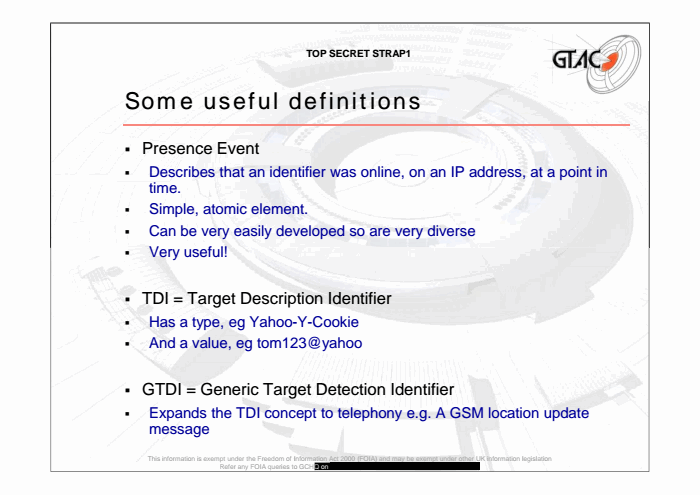 TOP SECRET STRAP1
GTAC
Some useful definitions
▪ Presence Event
▪ Describes that an identifier was online, on an IP address, at a point in
time.
▪ Simple, atomic element.
▪ Can be very easily developed so are very diverse
▪ Very useful!
▪ TDI = Target Description Identifier
▪ Has a type, eg Yahoo-Y-Cookie
▪ And a value, eg tom123@yahoo
▪ GTDI = Generic Target Detection Identifier
▪ Expands the TDI concept to telephony e.g. A GSM location update
message
This information is exempt under the Freedom of Information Act 2000 (FOIA) and may be exempt under other UK information legislation
Refer any FOIA queries to GCHQ on